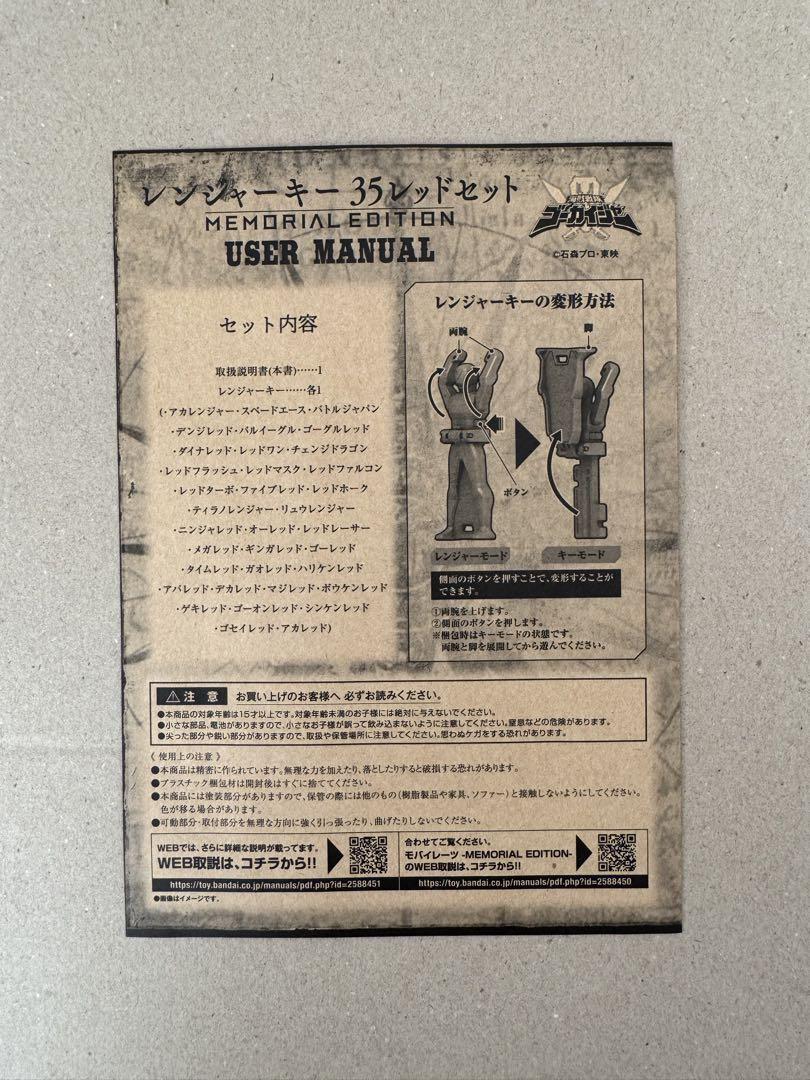 レンジャーキー 35レッドセット
MEMORIAL EDITION
USER MANUAL
海賊戦隊
ゴーカイジャー
©石森プロ・東映
セット内容
取扱説明書(本書)……1
レンジャーキー……各1
(・アカレンジャー・スペードエース・バトルジャパン
・デンジレッド・バルイーグル・ゴーグルレッド
・ダイナレッド・レッドワン・チェンジドラゴン
・レッドフラッシュ・レッドマスク・レッドファルコン
・レッドターボ・ファイブレッド・レッドホーク
・ティラノレンジャー・リュウレンジャー
・ニンジャレッド・オーレッド・レッドレーサー
・メガレッド・ギンガレッド・ゴーレッド
・タイムレッド・ガオレッド・ハリケンレッド
・アバレッド・デカレッド・マジレッド・ボウケンレッド
・ゲキレッド・ゴーオンレッド・シンケンレッド
・ゴセイレッド・アカレッド)
レンジャーキーの変形方法
両腕
脚
ボタン
レンジャーモード
キーモード
側面のボタンを押すことで、変形することが
できます。
①両腕を上げます。
②側面のボタンを押します。
※梱包時はキーモードの状態です。
両腕と脚を展開してから遊んでください。
⚠注 意 お買い上げのお客様へ 必ずお読みください。
●本商品の対象年齢は15才以上です。対象年齢未満のお子様には絶対に与えないでください。
●小さな部品、電池がありますので、小さなお子様が誤って飲み込まないように注意してください。窒息などの危険があります。
●尖った部分や鋭い部分がありますので、取扱や保管場所に注意してください。思わぬケガをする恐れがあります。
《 使用上の注意 》
●本商品は精密に作られています。無理な力を加えたり、落としたりすると破損する恐れがあります。
●プラスチック梱包材は開封後はすぐに捨ててください。
●本商品には塗装部分がありますので、保管の際には他のもの(樹脂製品や家具、ソファー)と接触しないようにしてください。
色が移る場合があります。
●可動部分・取付部分を無理な方向に強く引っ張ったり、曲げたりしないでください。
WEBでは、さらに詳細な説明が載ってます。
WEB取説は、コチラから!!
https://toy.bandai.co.jp/manuals/pdf.php?id=2588451
合わせてご覧ください。
モバイレーツ -MEMORIAL EDITION-
のWEB取説は、コチラから!!
https://toy.bandai.co.jp/manuals/pdf.php?id=2588450
●画像はイメージです。